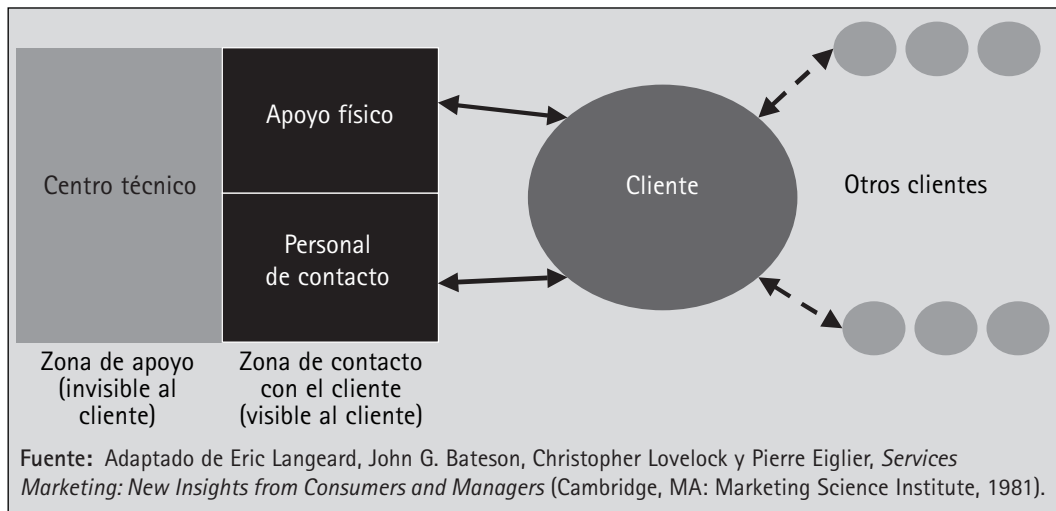 Apoyo físico
Centro técnico
Personal
de contacto
Cliente
Otros clientes
Zona de apoyo
(invisible al
cliente)
Zona de contacto
con el cliente
(visible al cliente)
Fuente: Adaptado de Eric Langeard, John G. Bateson, Christopher Lovelock y Pierre Eiglier, Services
Marketing: New Insights from Consumers and Managers (Cambridge, MA: Marketing Science Institute, 1981).